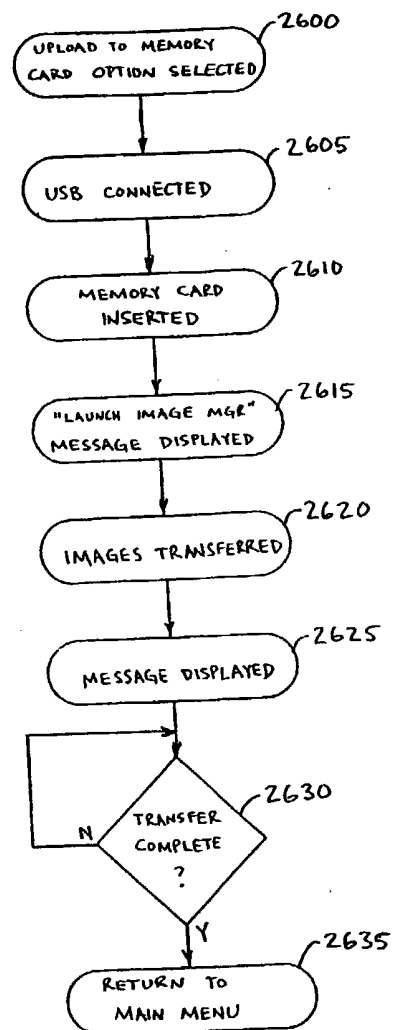 2600
UPLOAD TO MEMORY
CARD OPTION SELECTED
2605
USB CONNECTED
2610
MEMORY CARD
INSERTED
2615
"LAUNCH IMAGE MGR"
MESSAGE DISPLAYED
2620
IMAGES TRANSFERRED
2625
MESSAGE DISPLAYED
2630
TRANSFER
COMPLETE
?
N
Y
2635
RETURN TO
MAIN MENU